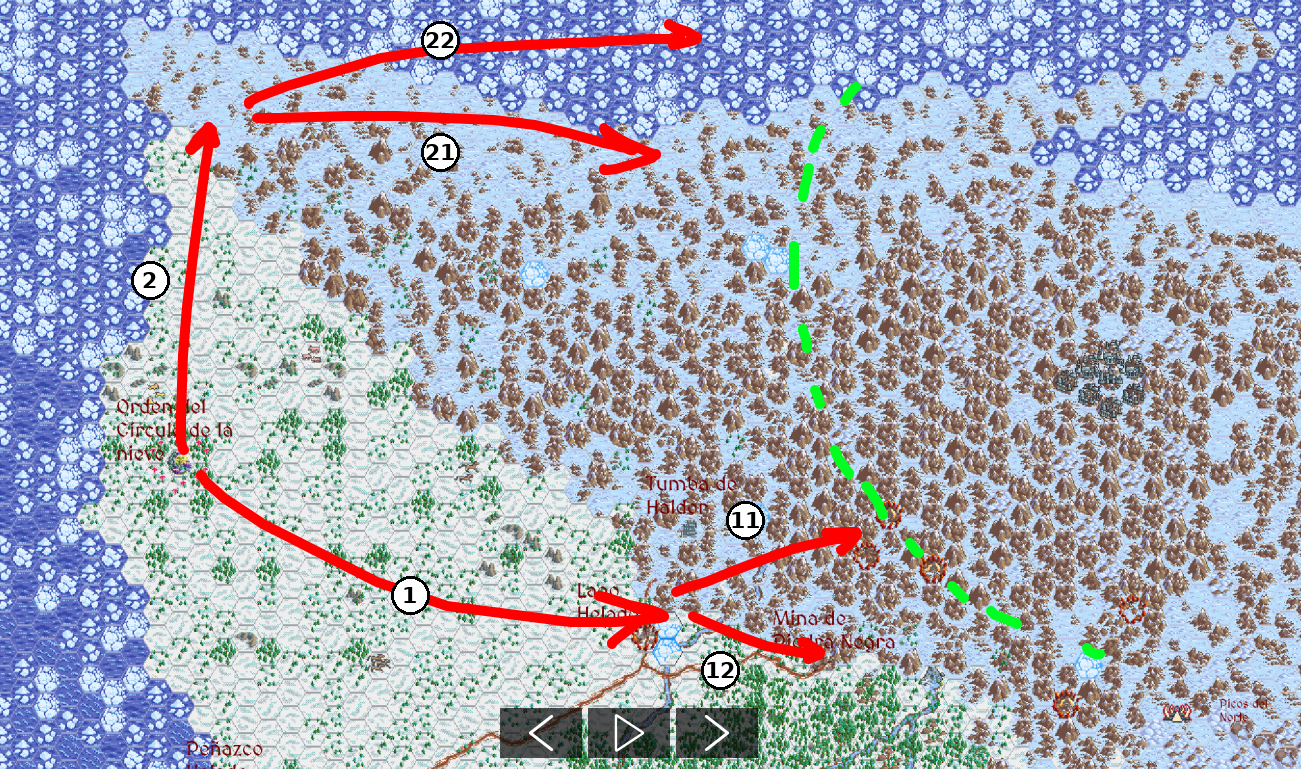 22
21
2
Orden del
Círculo de la
nieve
Tumba de
Haldor
11
1
Lago
Helado
Mina de
Piedra Negra
12
Picos del
Norte
Peñazco